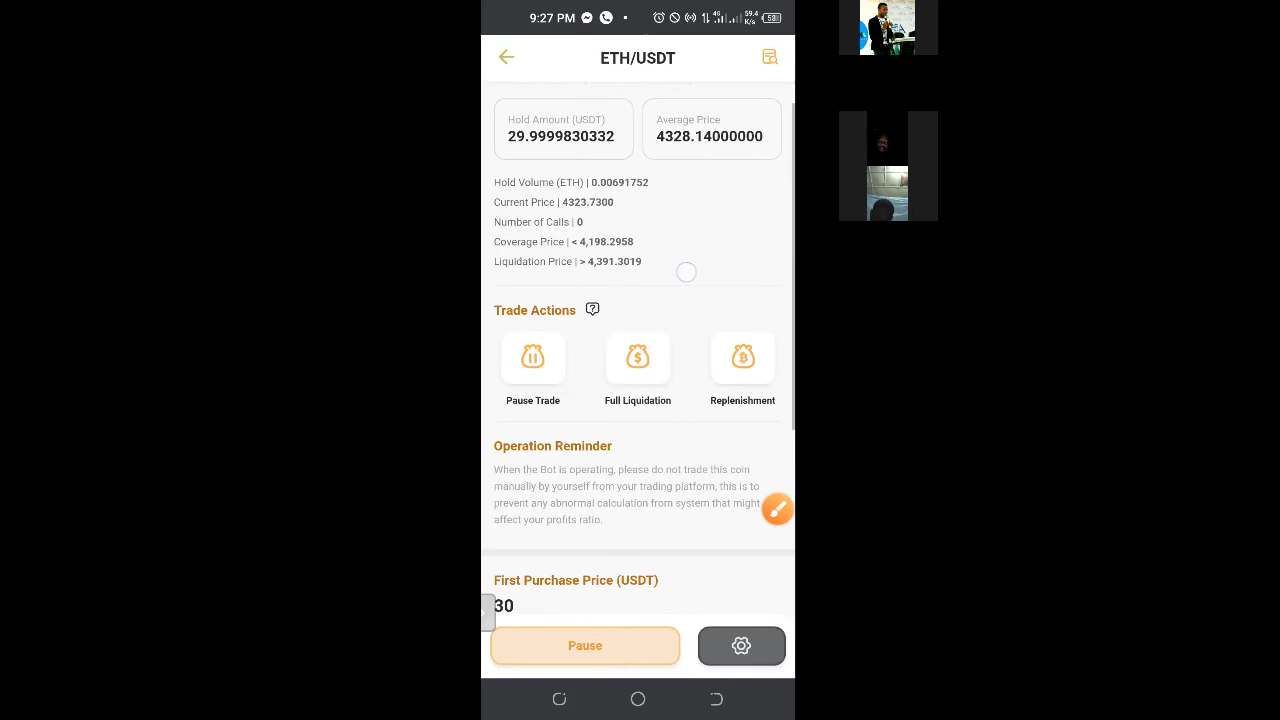 9:27 PM
4G
59.4
K/s
58
ETH/USDT
Hold Amount (USDT)
29.9999830332
Average Price
4328.14000000
Hold Volume (ETH) | 0.00691752
Current Price | 4323.7300
Number of Calls | 0
Coverage Price | < 4,198.2958
Liquidation Price | > 4,391.3019
Trade Actions
Pause Trade
Full Liquidation
Replenishment
Operation Reminder
When the Bot is operating, please do not trade this coin
manually by yourself from your trading platform, this is to
prevent any abnormal calculation from system that might
affect your profits ratio.
First Purchase Price (USDT)
30
Pause